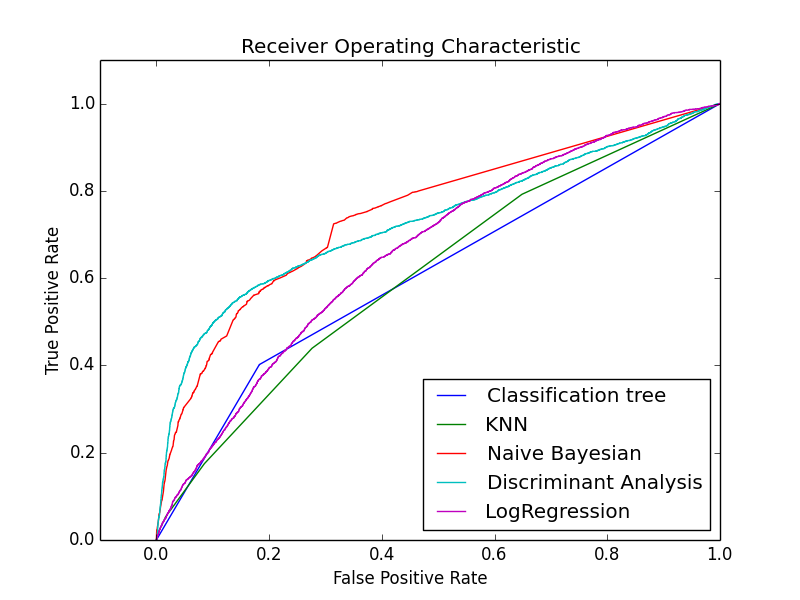 Receiver Operating Characteristic
True Positive Rate
1.0
0.8
0.6
0.4
0.2
0.0
Classification tree
KNN
Naive Bayesian
Discriminant Analysis
LogRegression
0.0 0.2 0.4 0.6 0.8 1.0
False Positive Rate